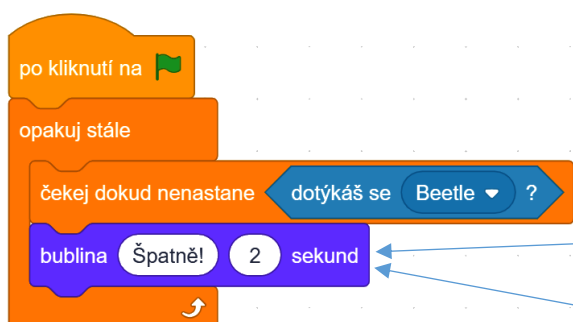 po kliknutí na
opakuj stále
čekej dokud nenastane dotýkáš se Beetle ?
bublina Špatně! 2 sekund